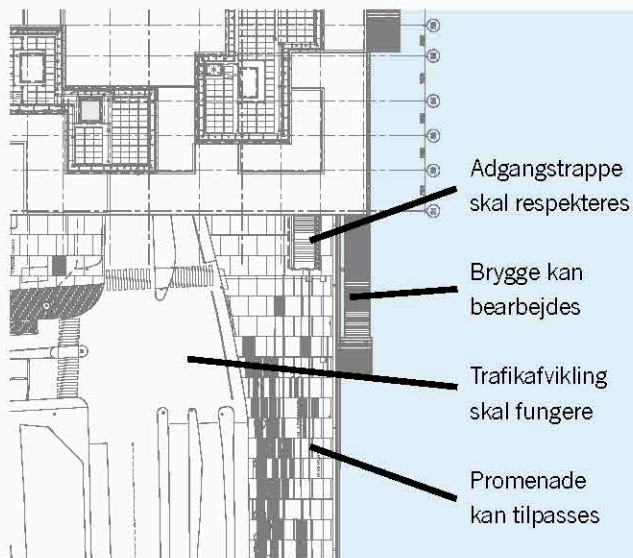 Adgangstrappe
skal respekteres
Brygge kan
bearbejdes
Trafikafvikling
skal fungere
Promenade
kan tilpasses